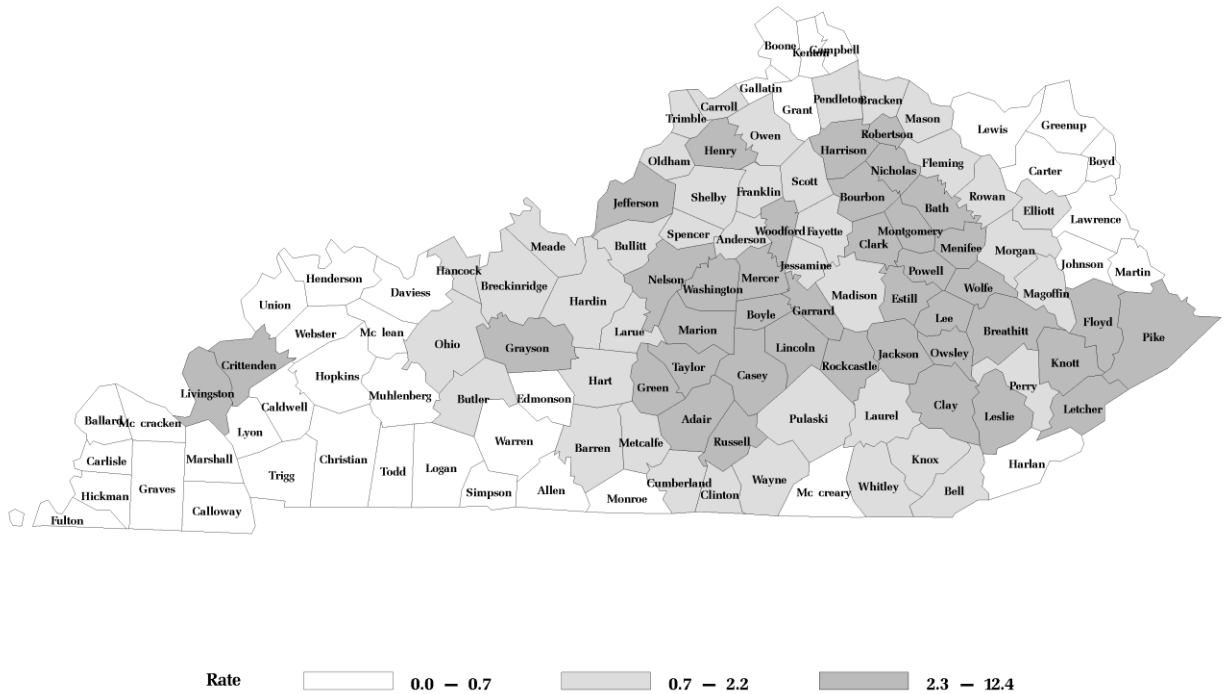 Boone
Kenton
Campbell
Gallatin
Grant
Pendleton
Bracken
Carroll
Trimble
Owen
Mason
Lewis
Greenup
Robertson
Henry
Harrison
Oldham
Nicholas
Fleming
Carter
Boyd
Scott
Franklin
Shelby
Bourbon
Rowan
Jefferson
Bath
Elliott
Lawrence
Spencer
Anderson
Woodford
Fayette
Montgomery
Clark
Meade
Bullitt
Menifee
Morgan
Hancock
Henderson
Jessamine
Johnson
Martin
Nelson
Mercer
Powell
Breckinridge
Washington
Wolfe
Daviess
Madison
Estill
Magoffin
Union
Hardin
Garrard
Boyle
Lee
Floyd
Webster
Mc lean
Larue
Marion
Breathitt
Pike
Ohio
Grayson
Lincoln
Jackson
Owsley
Crittenden
Taylor
Rockcastle
Knott
Hopkins
Casey
Hart
Green
Perry
Livingston
Muhlenberg
Butler
Edmonson
Caldwell
Clay
Letcher
Ballard
Mc cracken
Adair
Pulaski
Laurel
Leslie
Lyon
Warren
Metcalfe
Russell
Barren
Carlisle
Marshall
Christian
Knox
Harlan
Trigg
Todd
Logan
Wayne
Cumberland
Hickman
Graves
Simpson
Allen
Monroe
Clinton
Mc creary
Whitley
Bell
Calloway
Fulton
Rate 0.0 – 0.7 0.7 – 2.2 2.3 – 12.4